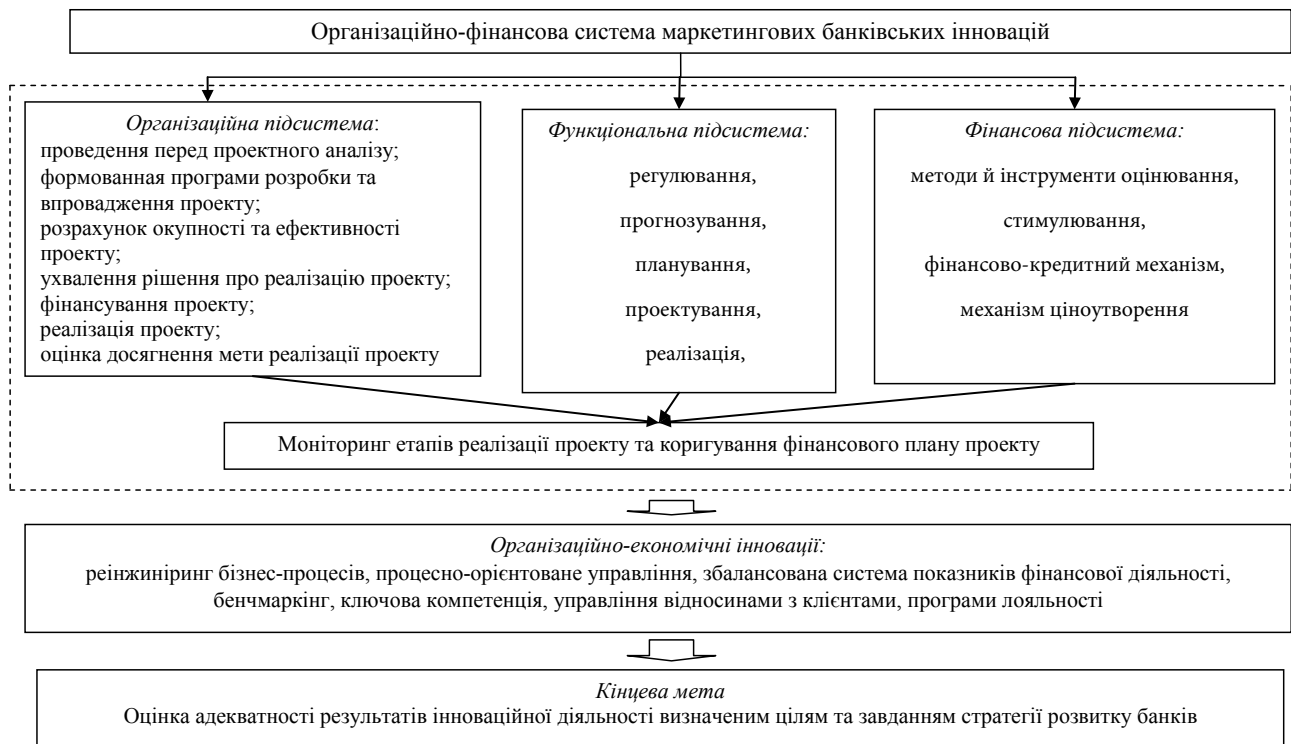 Організаційно-фінансова система маркетингових банківських інновацій
Організаційна підсистема:
проведення перед проектного аналізу;
формованная програми розробки та
впровадження проекту;
розрахунок окупності та ефективності
проекту;
ухвалення рішення про реалізацію проекту;
фінансування проекту;
реалізація проекту;
оцінка досягнення мети реалізації проекту
Функціональна підсистема:
регулювання,
прогнозування,
планування,
проектування,
реалізація,
Фінансова підсистема:
методи й інструменти оцінювання,
стимулювання,
фінансово-кредитний механізм,
механізм ціноутворення
Моніторинг етапів реалізації проекту та коригування фінансового плану проекту
Організаційно-економічні інновації:
реінжиніринг бізнес-процесів, процесно-орієнтоване управління, збалансована система показників фінансової діяльності,
бенчмаркінг, ключова компетенція, управління відносинами з клієнтами, програми лояльності
Кінцева мета
Оцінка адекватності результатів інноваційної діяльності визначеним цілям та завданням стратегії розвитку банків